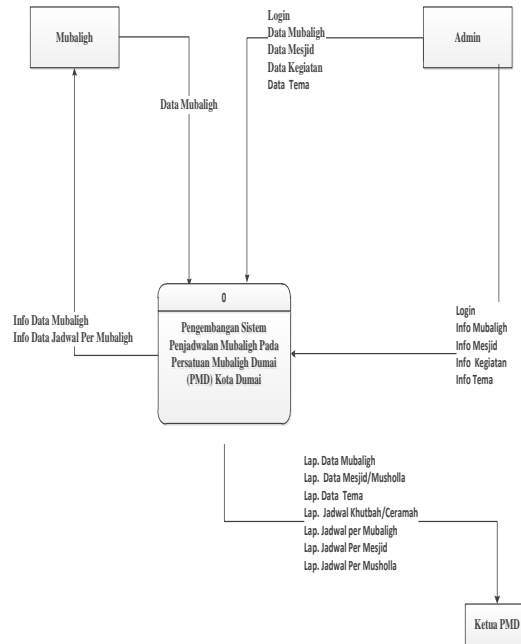 Mubaligh
Login
Data Mubaligh
Data Mesjid
Data Kegiatan
Data Tema
Admin
Data Mubaligh
0
Pengembangan Sistem
Penjadwalan Mubaligh Pada
Persatuan Mubaligh Dumai
(PMD) Kota Dumai
Info Data Mubaligh
Info Data Jadwal Per Mubaligh
Login
Info Mubaligh
Info Mesjid
Info Kegiatan
Info Tema
Lap. Data Mubaligh
Lap. Data Mesjid/Musholla
Lap. Data Tema
Lap. Jadwal Khutbah/Ceramah
Lap. Jadwal per Mubaligh
Lap. Jadwal Per Mesjid
Lap. Jadwal Per Musholla
Ketua PMD